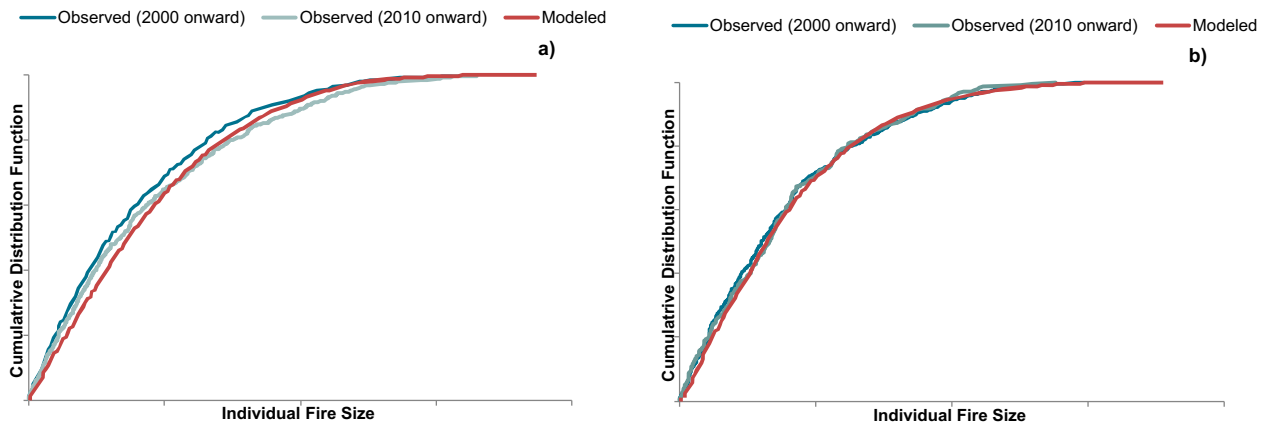 Observed (2000 onward) Observed (2010 onward) Modeled
a)
Cumulatrive Distribution Function
Individual Fire Size
Observed (2000 onward) Observed (2010 onward) Modeled
b)
Cumulatrive Distribution Function
Individual Fire Size